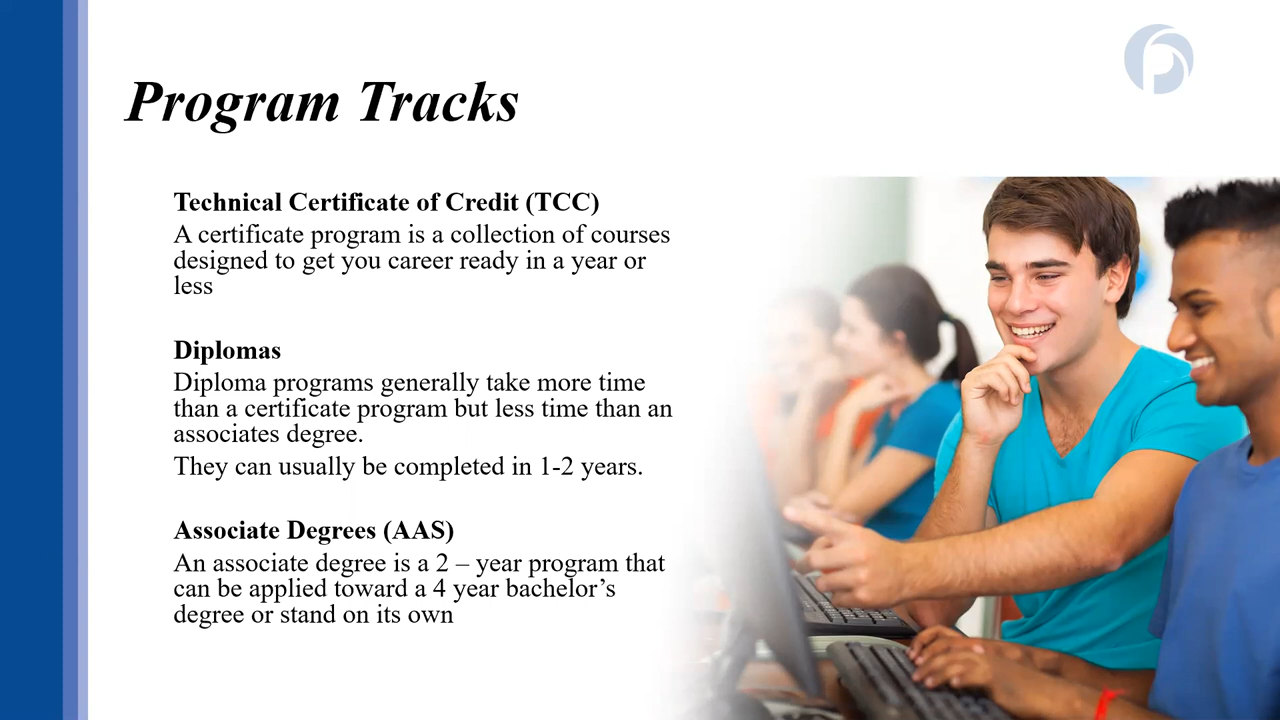 Program Tracks
Technical Certificate of Credit (TCC)
A certificate program is a collection of courses
designed to get you career ready in a year or
less
Diplomas
Diploma programs generally take more time
than a certificate program but less time than an
associates degree.
They can usually be completed in 1-2 years.
Associate Degrees (AAS)
An associate degree is a 2 – year program that
can be applied toward a 4 year bachelor’s
degree or stand on its own